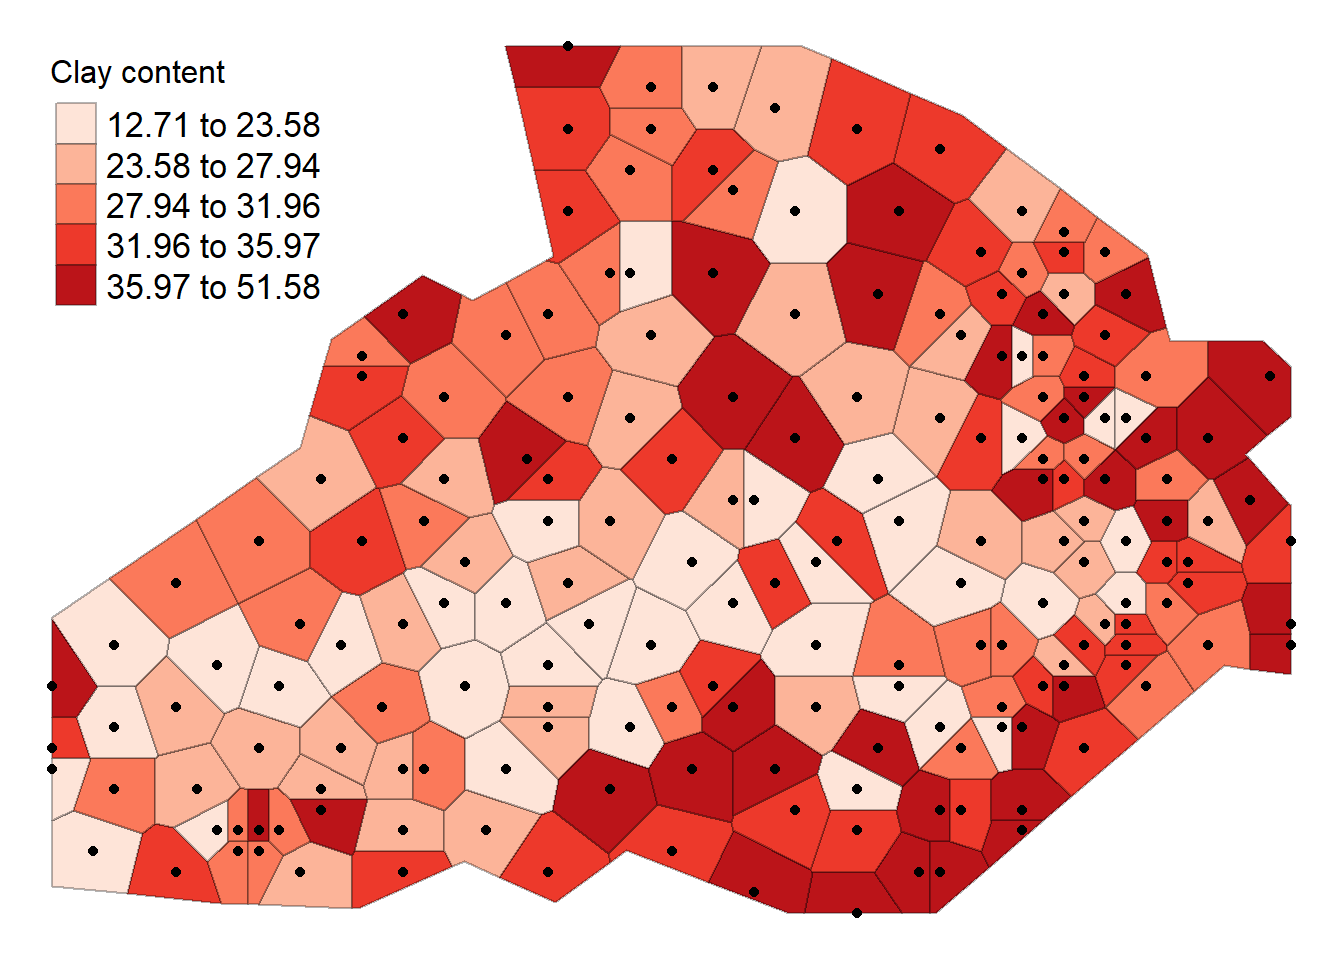 Clay content
12.71 to 23.58
23.58 to 27.94
27.94 to 31.96
31.96 to 35.97
35.97 to 51.58